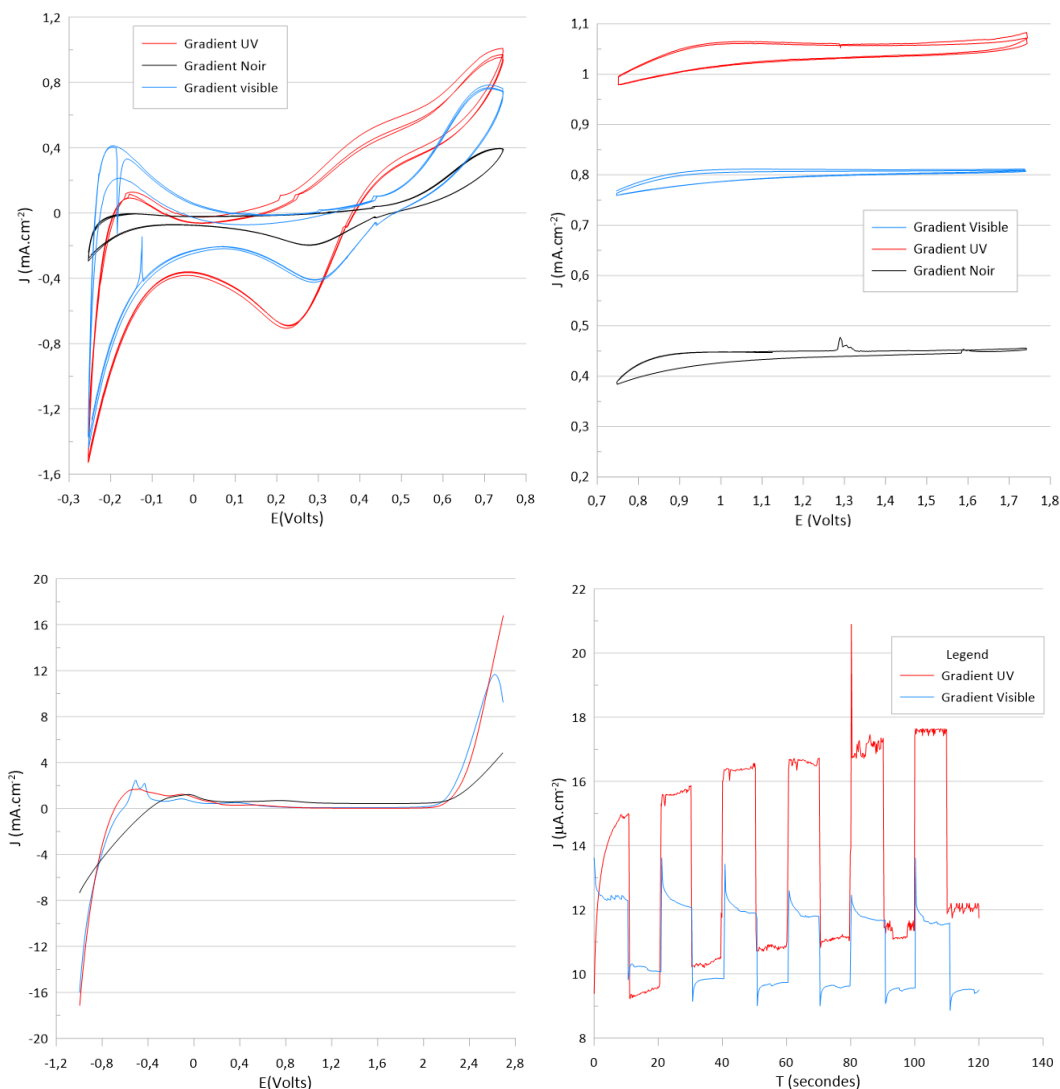 1,2
0,8
0,4
0
-0,4
-0,8
-1,2
-1,6
J (mA.cm-2)
Gradient UV
Gradient Noir
Gradient visible
-0,3 -0,2 -0,1 0 0,1 0,2 0,3 0,4 0,5 0,6 0,7 0,8
E(Volts)
1,1
1
0,9
0,8
0,7
0,6
0,5
0,4
0,3
0,2
J (mA.cm-2)
Gradient Visible
Gradient UV
Gradient Noir
0,7 0,8 0,9 1 1,1 1,2 1,3 1,4 1,5 1,6 1,7 1,8
E (Volts)
20
16
12
8
4
0
-4
-8
-12
-16
-20
J (mA.cm-2)
-1,2 -0,8 -0,4 0 0,4 0,8 1,2 1,6 2 2,4 2,8
E(Volts)
22
20
18
16
14
12
10
8
J (µA.cm-2)
Legend
Gradient UV
Gradient Visible
0 20 40 60 80 100 120 140
T (secondes)